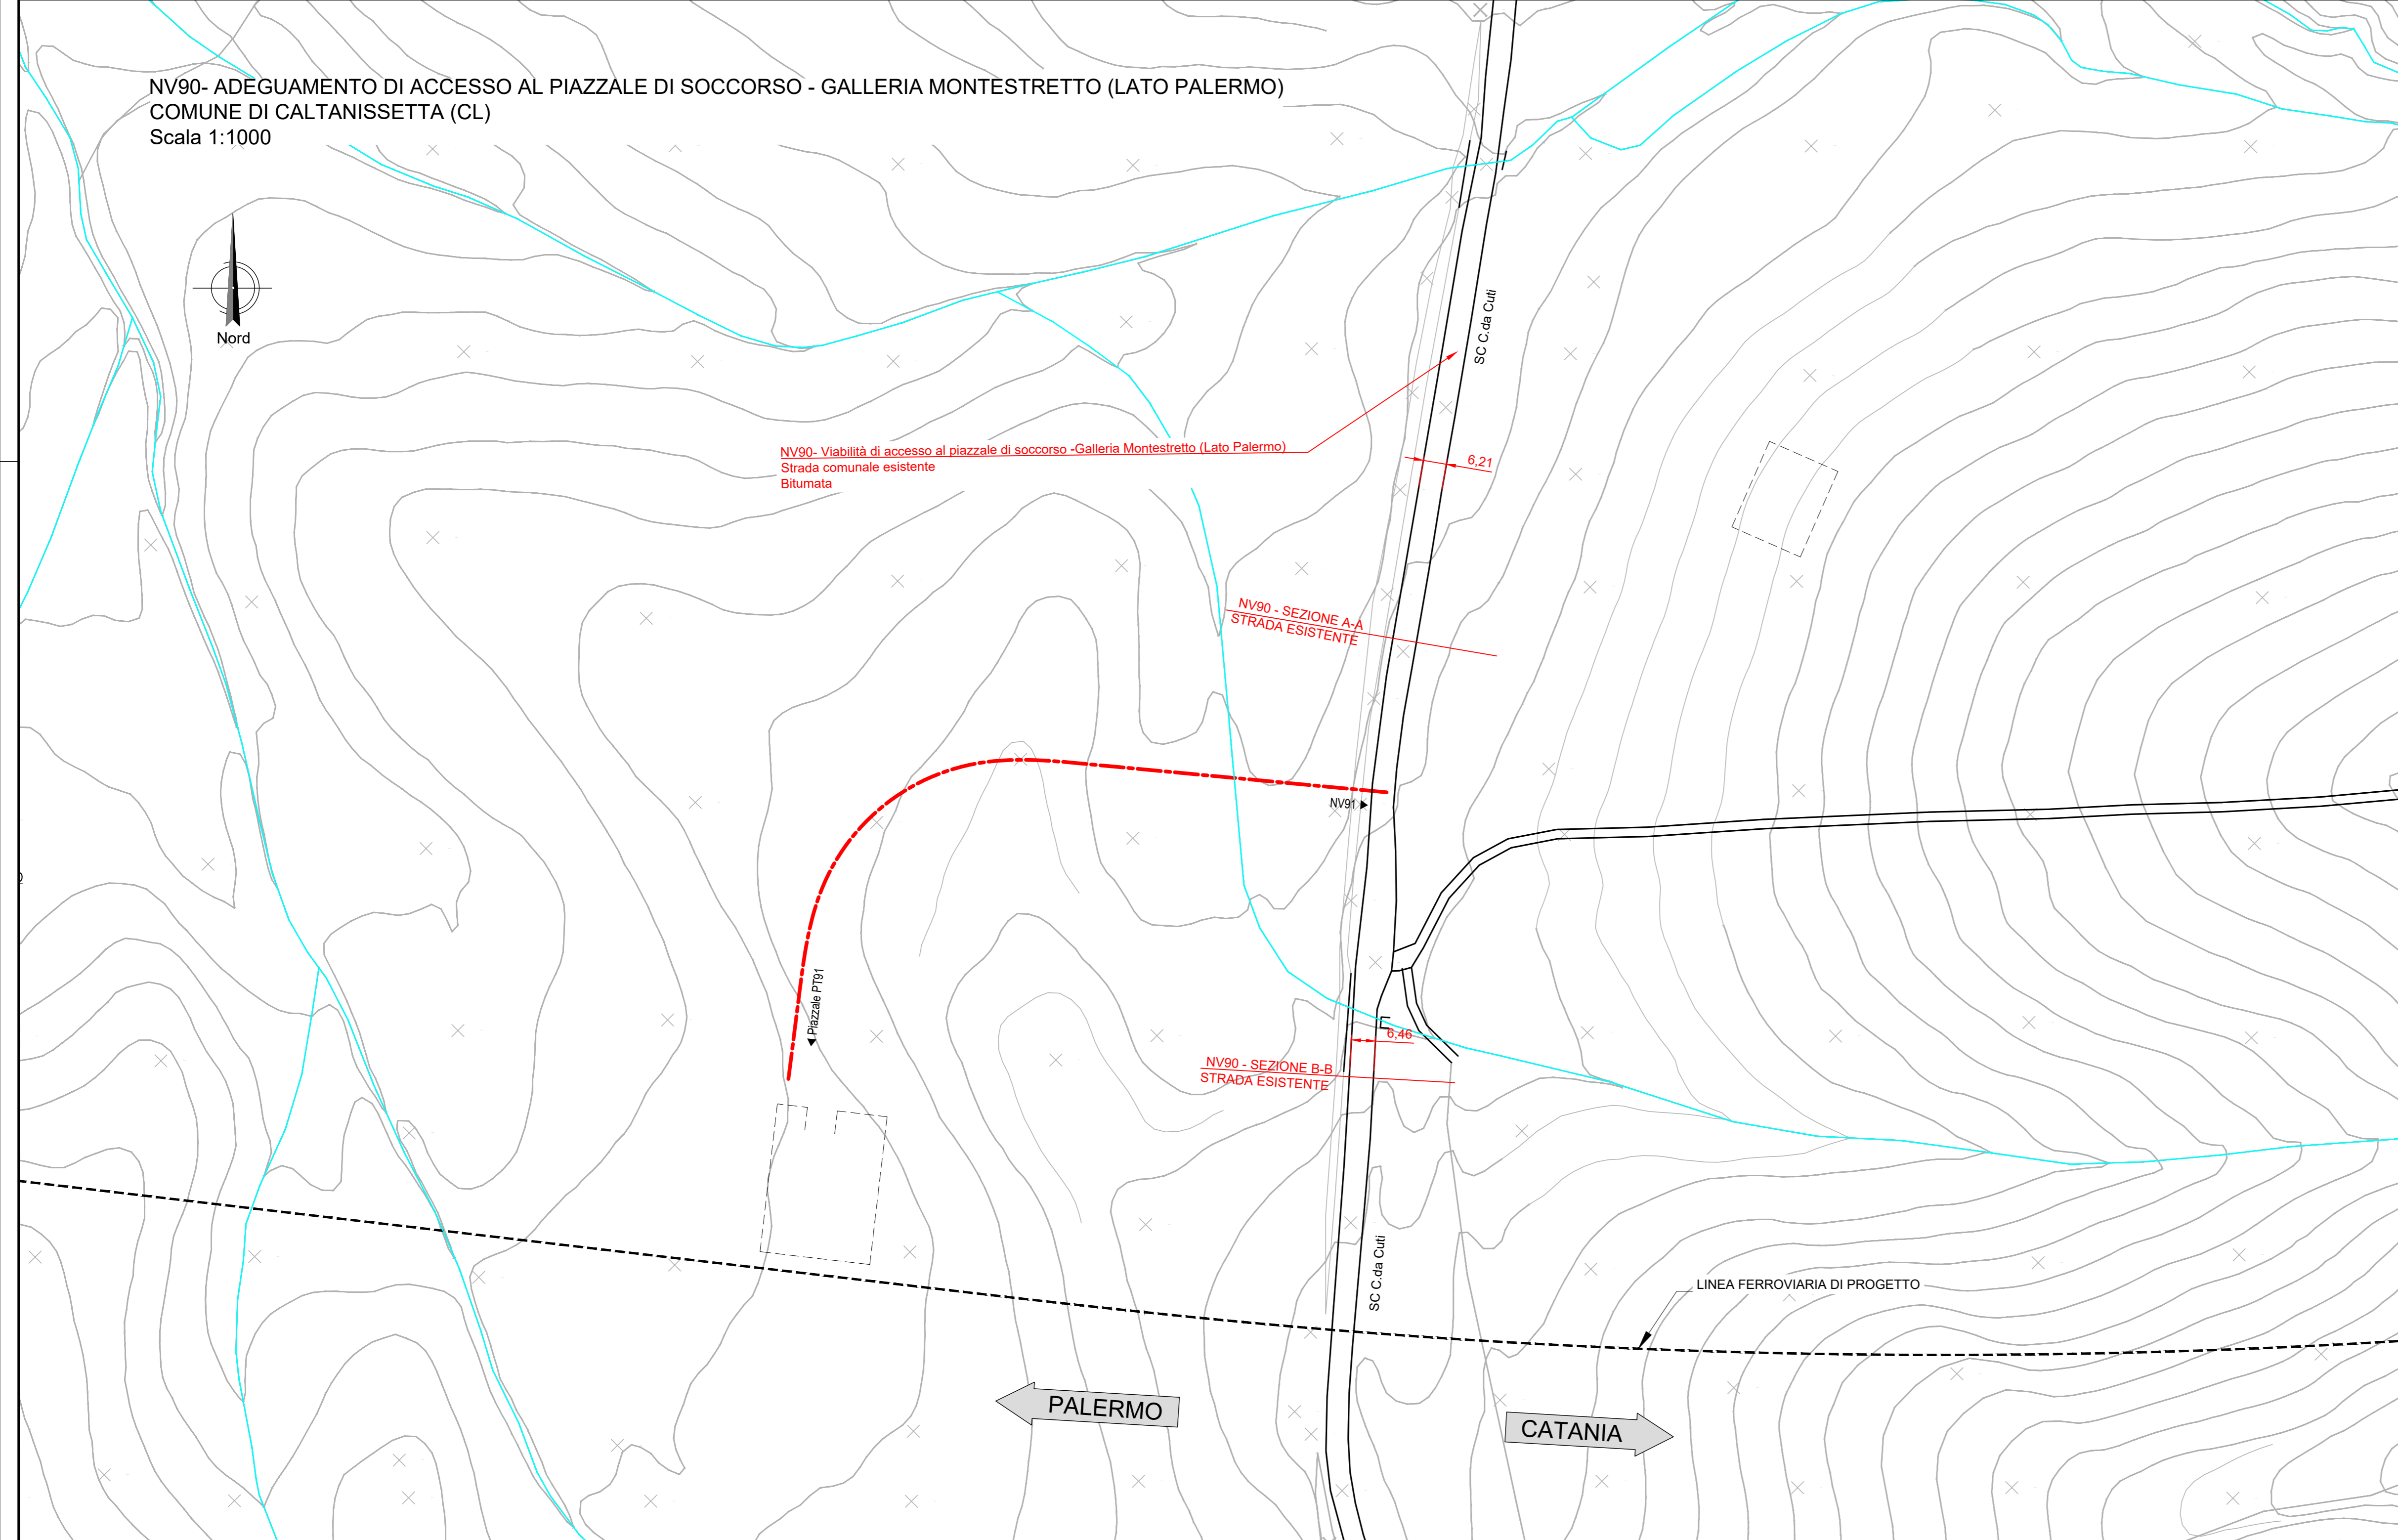 NV90- ADEGUAMENTO DI ACCESSO AL PIAZZALE DI SOCCORSO - GALLERIA MONTESTRETTO (LATO PALERMO)
COMUNE DI CALTANISSETTA (CL)
Scala 1:1000
Nord
SC C.da Cuti
NV90- Viabilità di accesso al piazzale di soccorso -Galleria Montestretto (Lato Palermo)
Strada comunale esistente
Bitumata
6,21
NV90 - SEZIONE A-A
STRADA ESISTENTE
NV91
Piazzale PT91
6,46
NV90 - SEZIONE B-B
STRADA ESISTENTE
SC C.da Cuti
LINEA FERROVIARIA DI PROGETTO
PALERMO
CATANIA